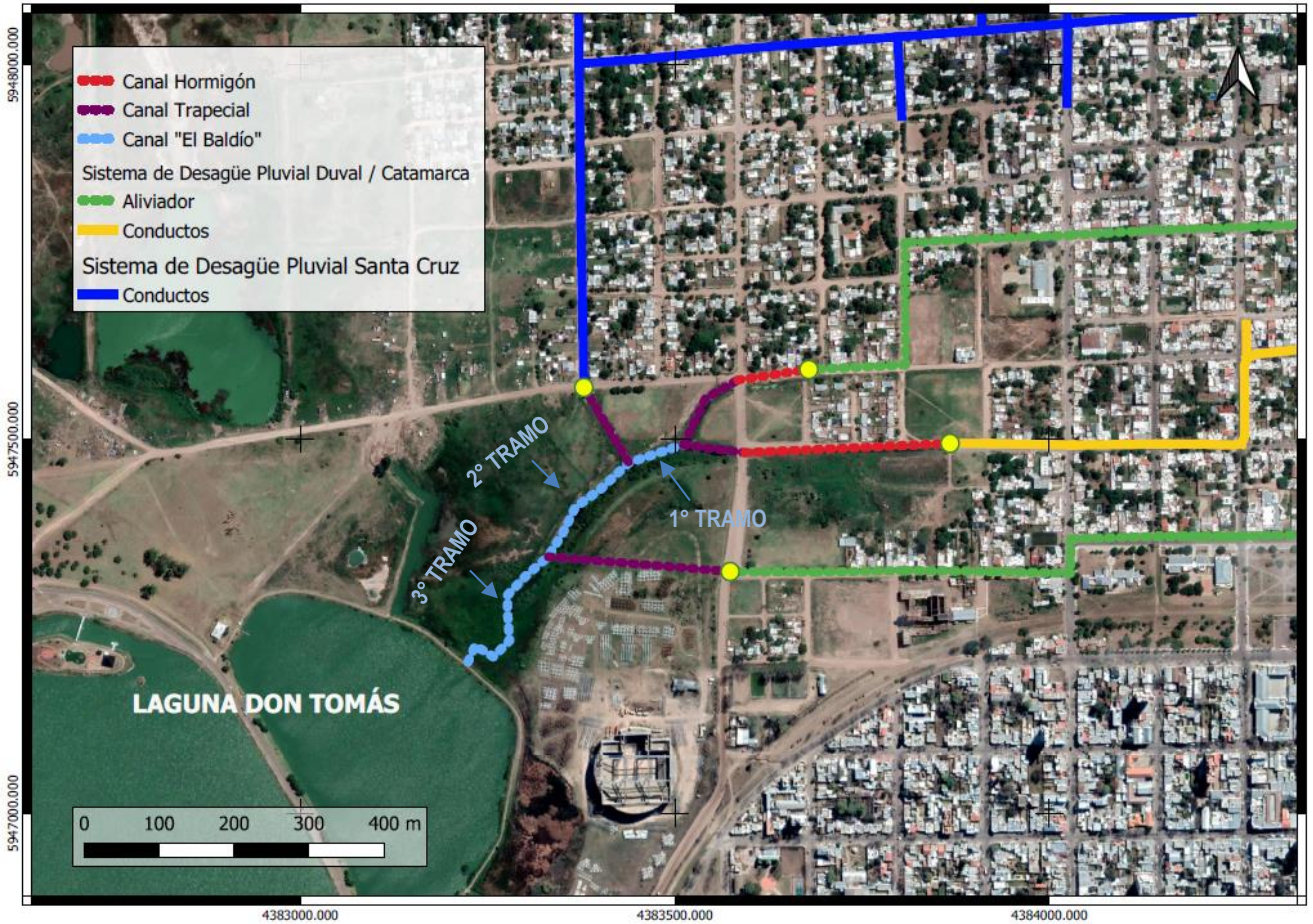 Canal Hormigón
Canal Trapecial
Canal "El Baldío"
Sistema de Desagüe Pluvial Duval / Catamarca
Aliviador
Conductos
Sistema de Desagüe Pluvial Santa Cruz
Conductos
2° TRAMO
1° TRAMO
3° TRAMO
LAGUNA DON TOMÁS
0 100 200 300 400 m
5948000.000
5947500.000
5947000.000
4383000.000 4383500.000 4384000.000